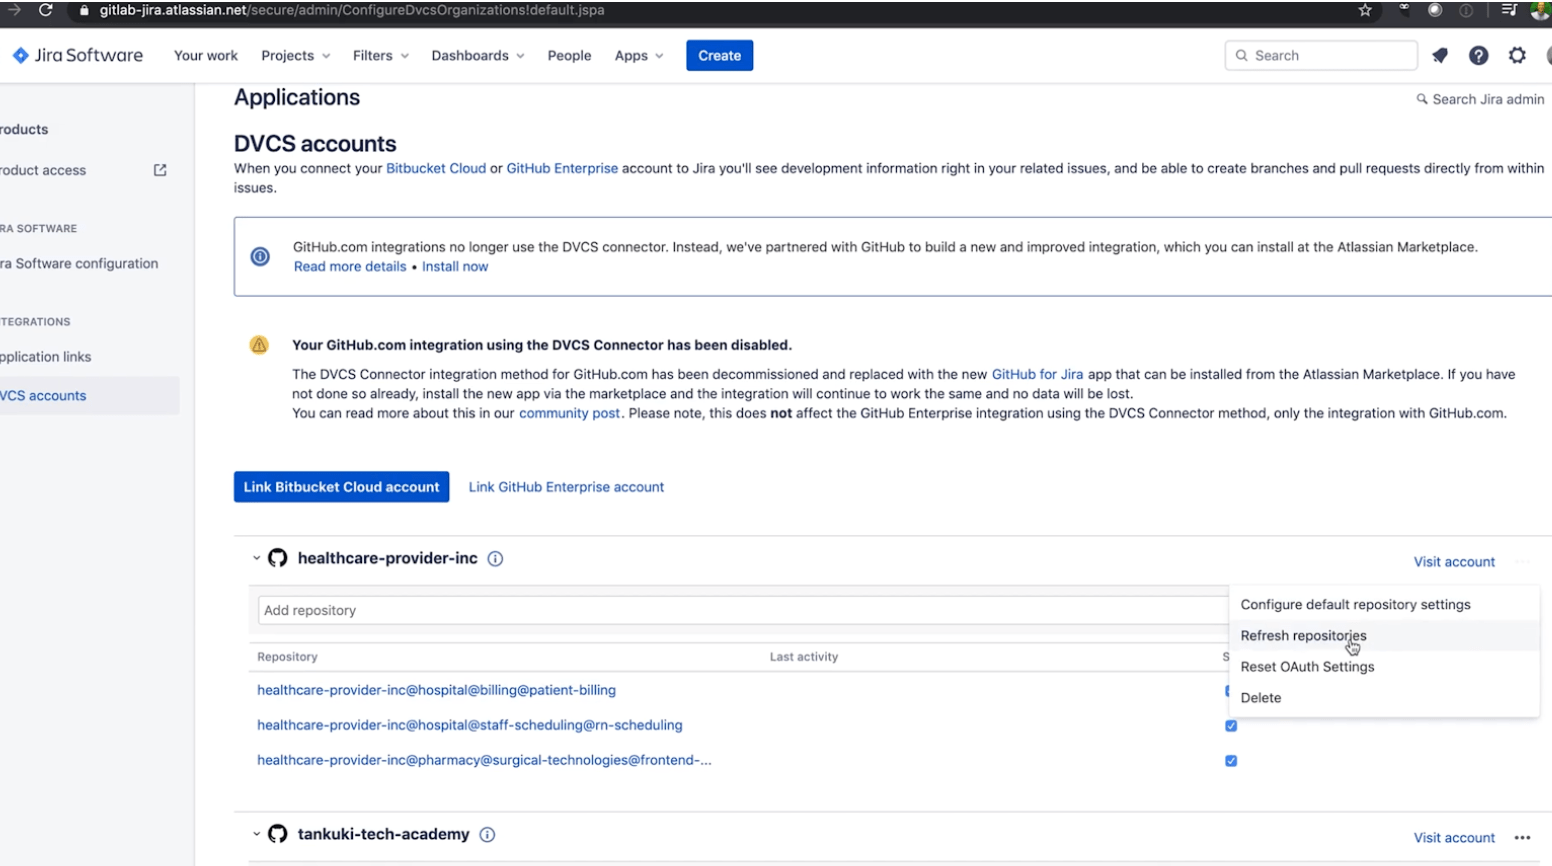 gitlab-jira.atlassian.net/secure/admin/ConfigureDvcsOrganizations!default.jspa
Jira Software Your work Projects Filters Dashboards People Apps Create Search
Applications
Search Jira admin
roducts
roduct access
RA SOFTWARE
ra Software configuration
TEGRATIONS
pplication links
VCS accounts
DVCS accounts
When you connect your Bitbucket Cloud or GitHub Enterprise account to Jira you'll see development information right in your related issues, and be able to create branches and pull requests directly from within
issues.
GitHub.com integrations no longer use the DVCS connector. Instead, we've partnered with GitHub to build a new and improved integration, which you can install at the Atlassian Marketplace.
Read more details • Install now
Your GitHub.com integration using the DVCS Connector has been disabled.
The DVCS Connector integration method for GitHub.com has been decommissioned and replaced with the new GitHub for Jira app that can be installed from the Atlassian Marketplace. If you have
not done so already, install the new app via the marketplace and the integration will continue to work the same and no data will be lost.
You can read more about this in our community post. Please note, this does not affect the GitHub Enterprise integration using the DVCS Connector method, only the integration with GitHub.com.
Link Bitbucket Cloud account Link GitHub Enterprise account
healthcare-provider-inc Visit account
Add repository
Configure default repository settings
Refresh repositories
Reset OAuth Settings
Delete
Repository Last activity S
healthcare-provider-inc@hospital@billing@patient-billing
healthcare-provider-inc@hospital@staff-scheduling@rn-scheduling
healthcare-provider-inc@pharmacy@surgical-technologies@frontend-...
tankuki-tech-academy Visit account